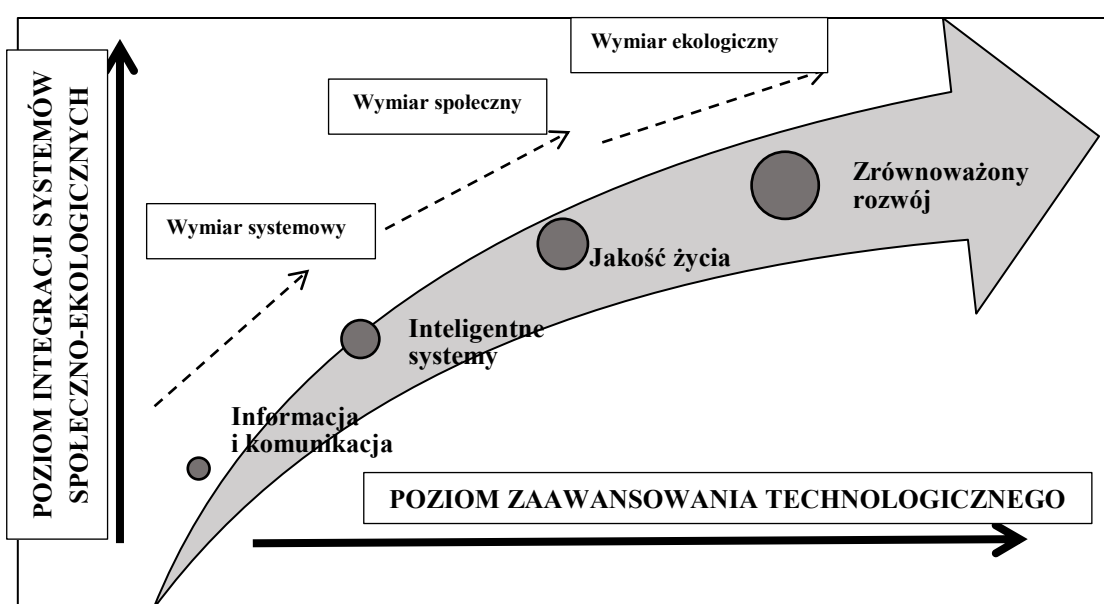 POZIOM INTEGRACJI SYSTEMÓW
SPOŁECZNO-EKOLOGICZNYCH
Wymiar ekologiczny
Wymiar społeczny
Wymiar systemowy
Zrównoważony
rozwój
Jakość życia
Inteligentne
systemy
Informacja
i komunikacja
POZIOM ZAAWANSOWANIA TECHNOLOGICZNEGO